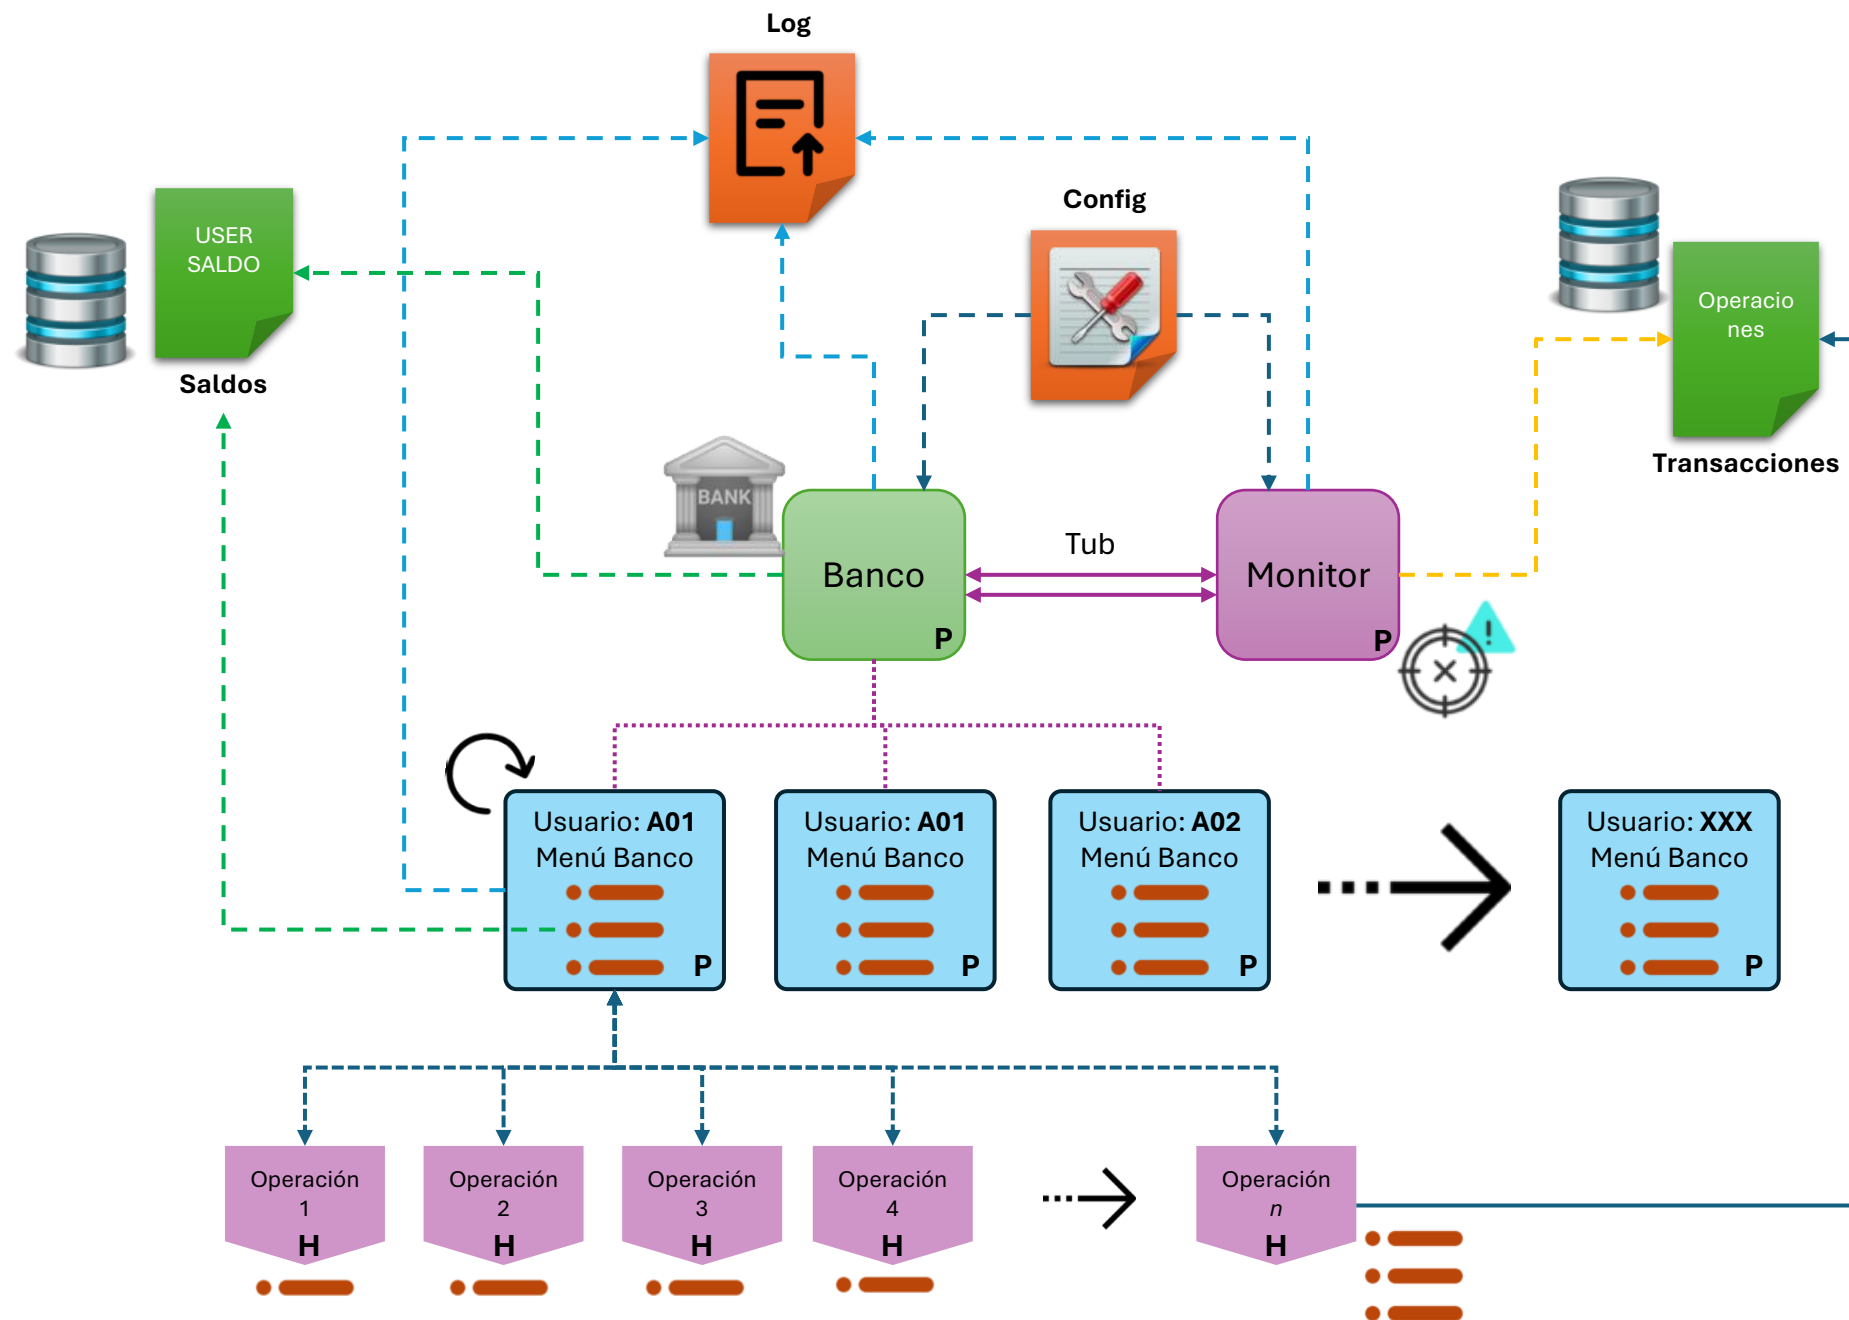 Log
Config
USER
SALDO
Saldos
Operacio
nes
Transacciones
BANK
Banco
P
Tub
Monitor
P
Usuario: A01
Menú Banco
P
Usuario: A01
Menú Banco
P
Usuario: A02
Menú Banco
P
Usuario: XXX
Menú Banco
P
Operación
1
H
Operación
2
H
Operación
3
H
Operación
4
H
Operación
n
H